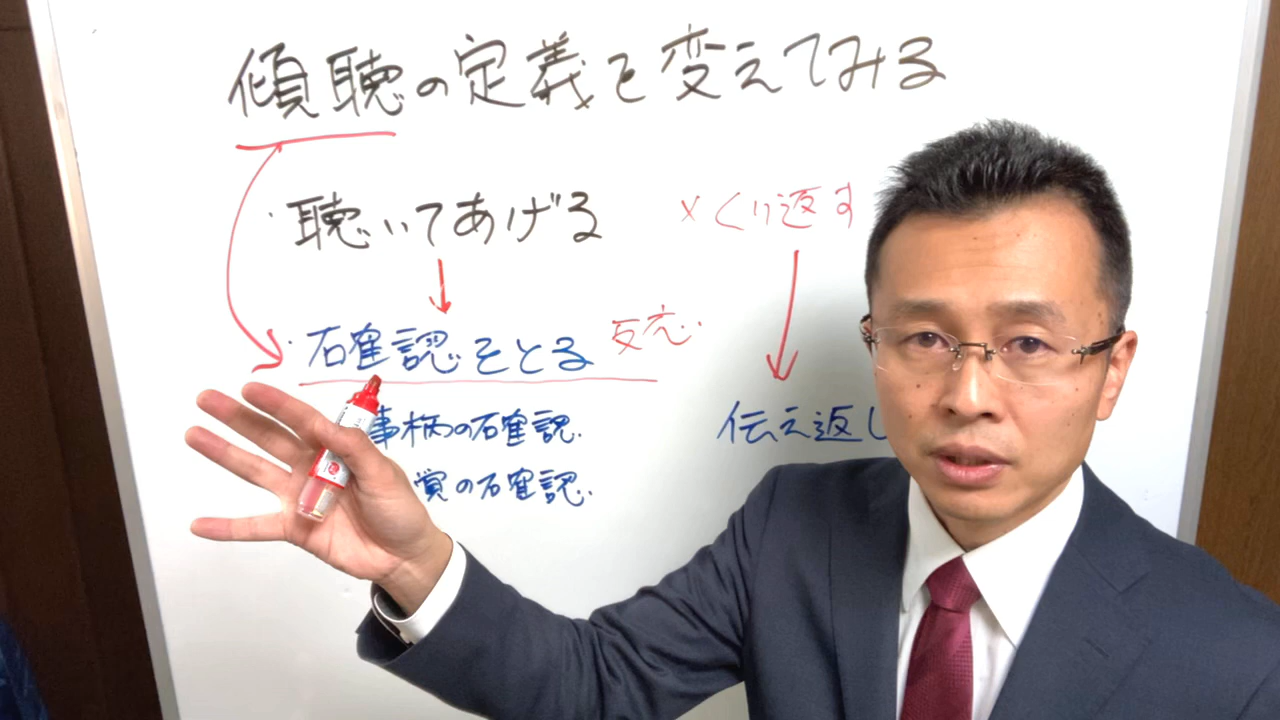 傾聴の定義を変えてみる
・聴いてあげる
×くり返す
・確認をとる 反応
事柄の確認
覚の確認
伝え返し